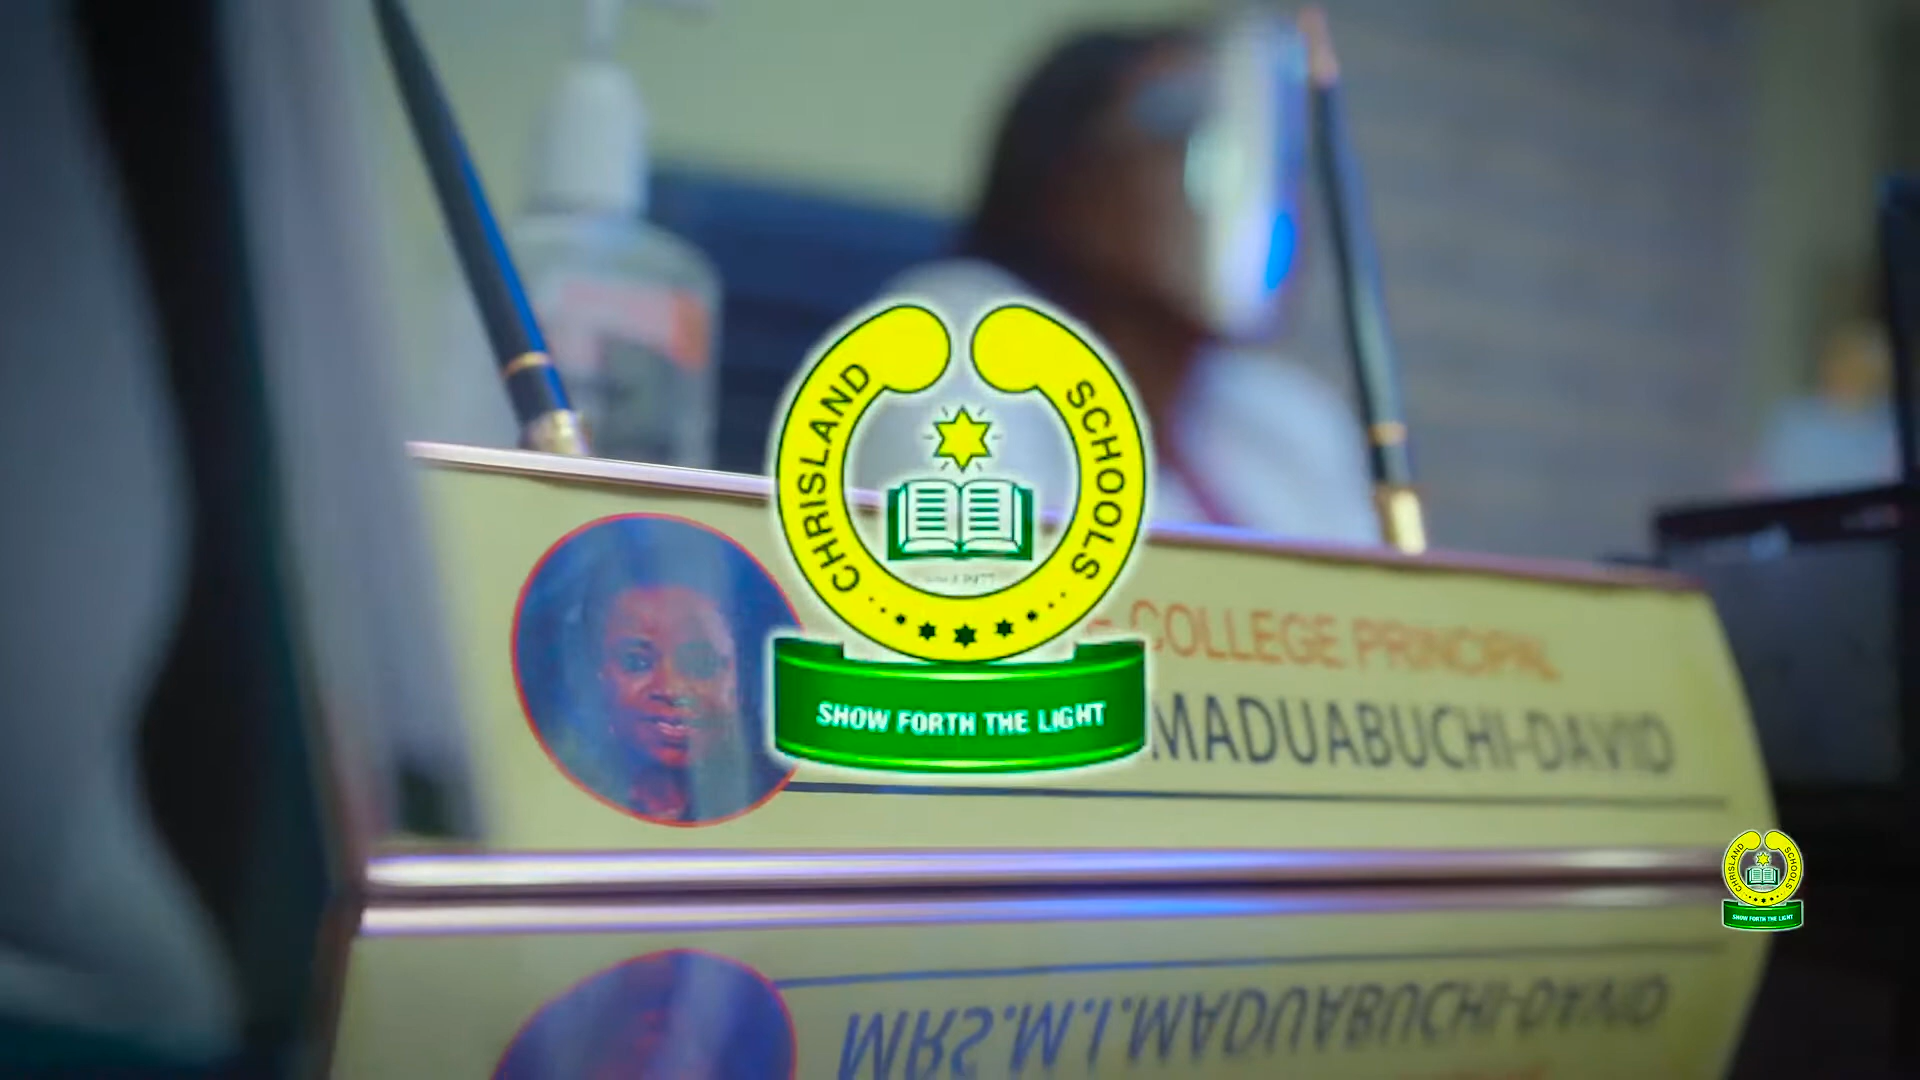 CHRISLAND SCHOOLS
SHOW FORTH THE LIGHT
COLLEGE PRINCIPAL
MADUABUCHI-DAVID
CHRISLAND SCHOOLS
SHOW FORTH THE LIGHT
MRS.M.I.MADUABUCHI-DAVID